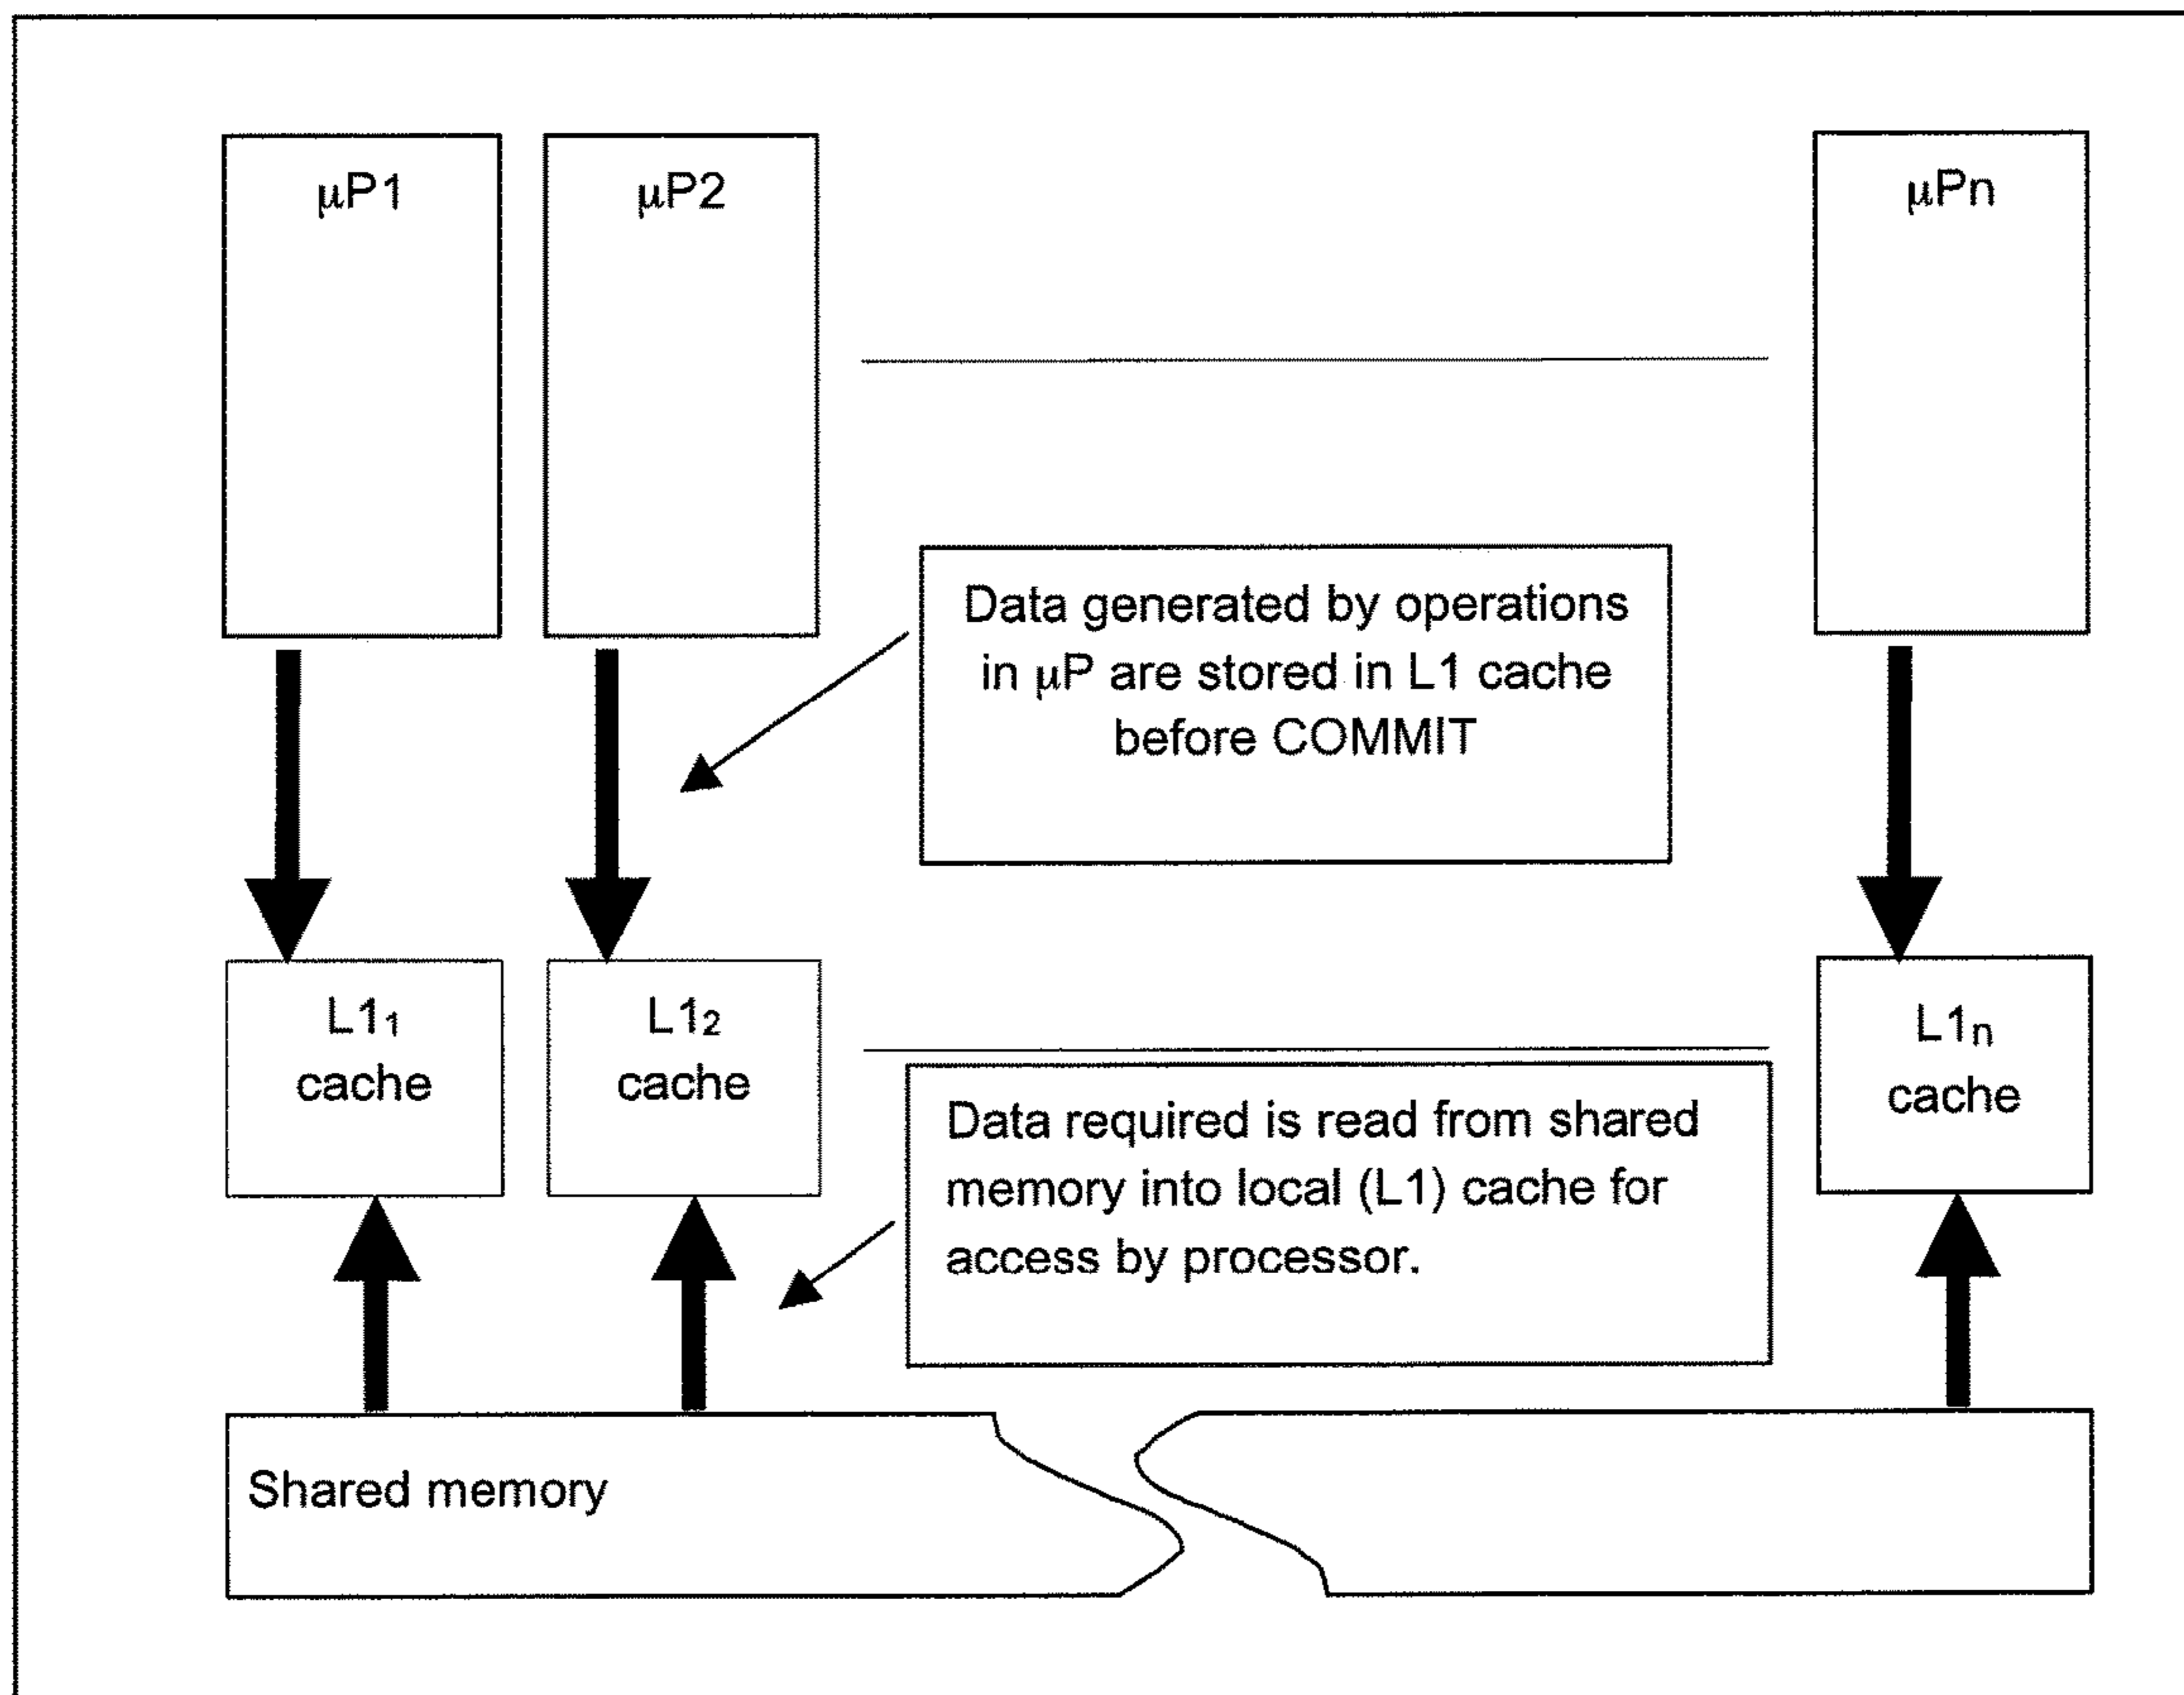 μP1
μP2
μPn
Data generated by operations
in μP are stored in L1 cache
before COMMIT
L1₁
cache
L1₂
cache
L1ₙ
cache
Data required is read from shared
memory into local (L1) cache for
access by processor.
Shared memory